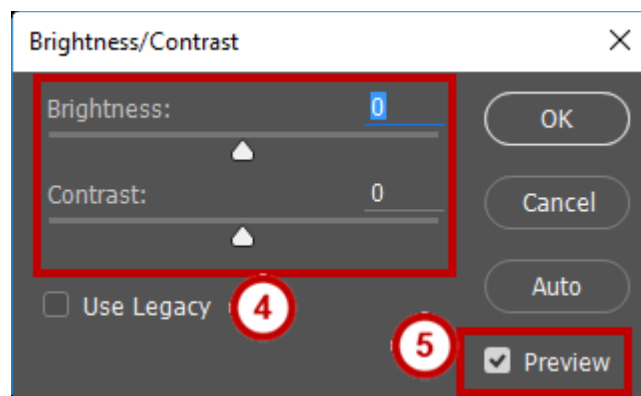 Brightness/Contrast
Brightness: 0
OK
Contrast: 0
Cancel
Auto
Use Legacy
4
5
Preview